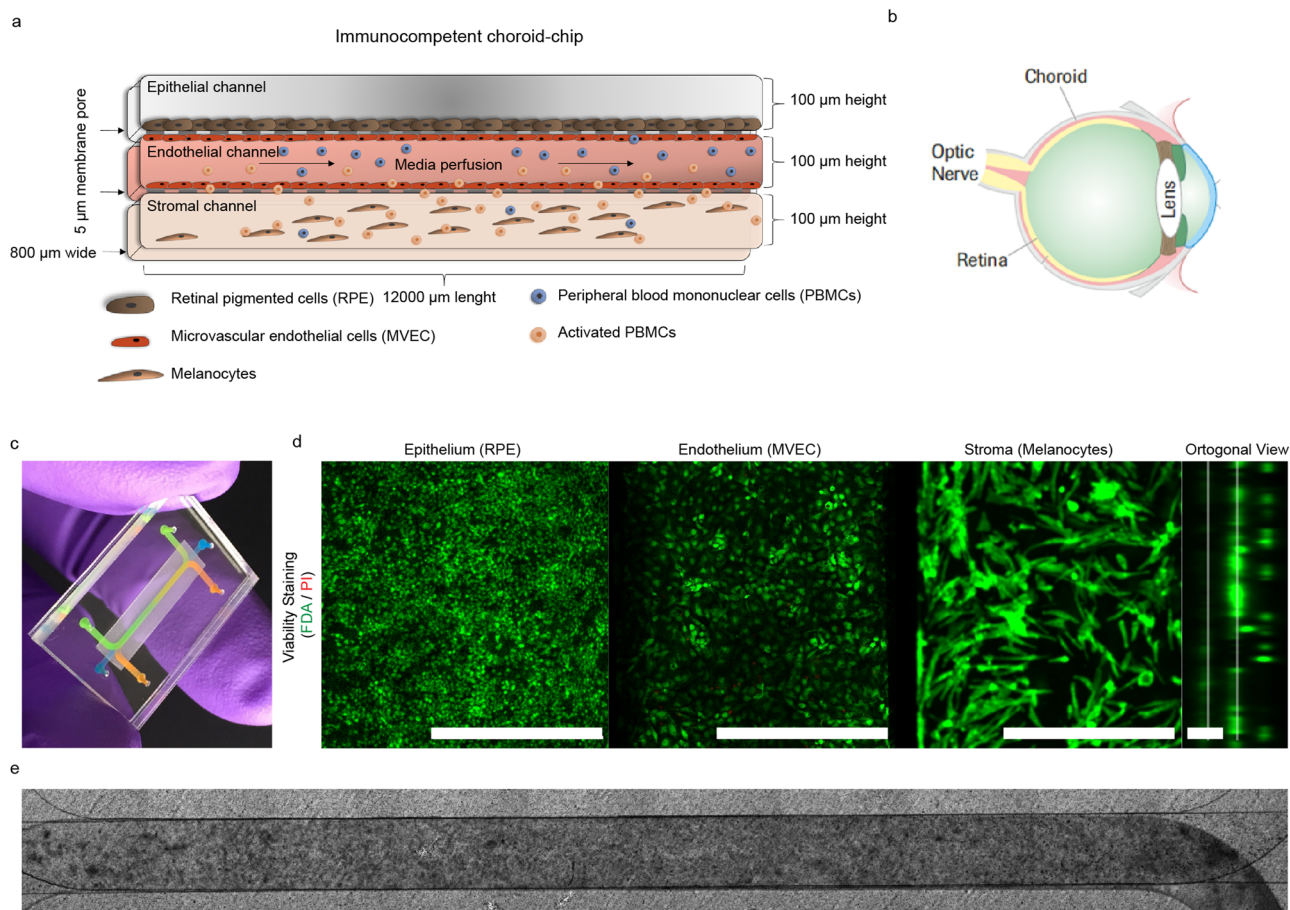 a
Immunocompetent choroid-chip
Epithelial channel
Endothelial channel
Media perfusion
Stromal channel
5 µm membrane pore
800 µm wide
100 µm height
100 µm height
100 µm height
12000 µm lenght
Retinal pigmented cells (RPE)
Microvascular endothelial cells (MVEC)
Melanocytes
Peripheral blood mononuclear cells (PBMCs)
Activated PBMCs
b
Choroid
Optic
Nerve
Lens
Retina
c
d
Epithelium (RPE)
Endothelium (MVEC)
Stroma (Melanocytes)
Ortogonal View
Viability Staining
(FDA / PI)
e